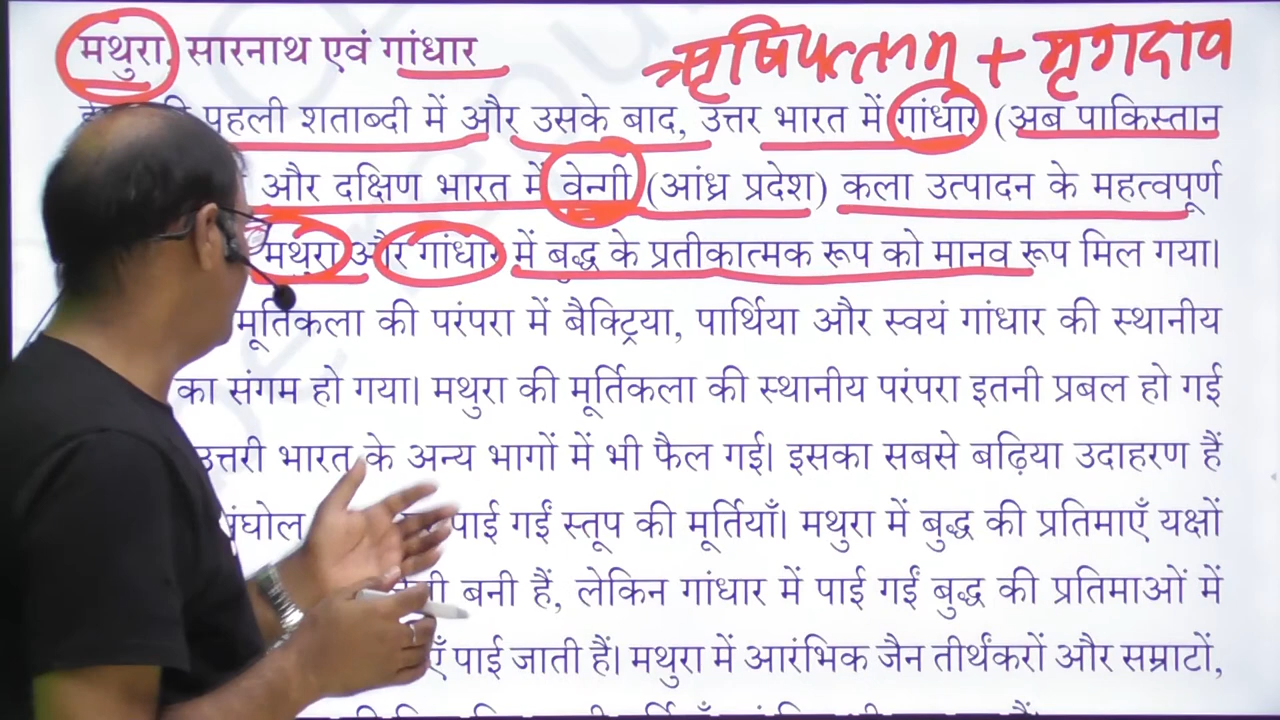 मथुरा, सारनाथ एवं गांधार
ऋषिपत्तनम् + मृगदाव
पहली शताब्दी में और उसके बाद, उत्तर भारत में गांधार (अब पाकिस्तान
और दक्षिण भारत में वेन्गी (आंध्र प्रदेश) कला उत्पादन के महत्वपूर्ण
मथुरा और गांधार में बुद्ध के प्रतीकात्मक रूप को मानव रूप मिल गया।
मूर्तिकला की परंपरा में बैक्ट्रिया, पार्थिया और स्वयं गांधार की स्थानीय
का संगम हो गया। मथुरा की मूर्तिकला की स्थानीय परंपरा इतनी प्रबल हो गई
उत्तरी भारत के अन्य भागों में भी फैल गई। इसका सबसे बढ़िया उदाहरण हैं
पाई गईं स्तूप की मूर्तियाँ। मथुरा में बुद्ध की प्रतिमाएँ यक्षों
बनी हैं, लेकिन गांधार में पाई गईं बुद्ध की प्रतिमाओं में
पाई जाती हैं। मथुरा में आरंभिक जैन तीर्थंकरों और सम्राटों,